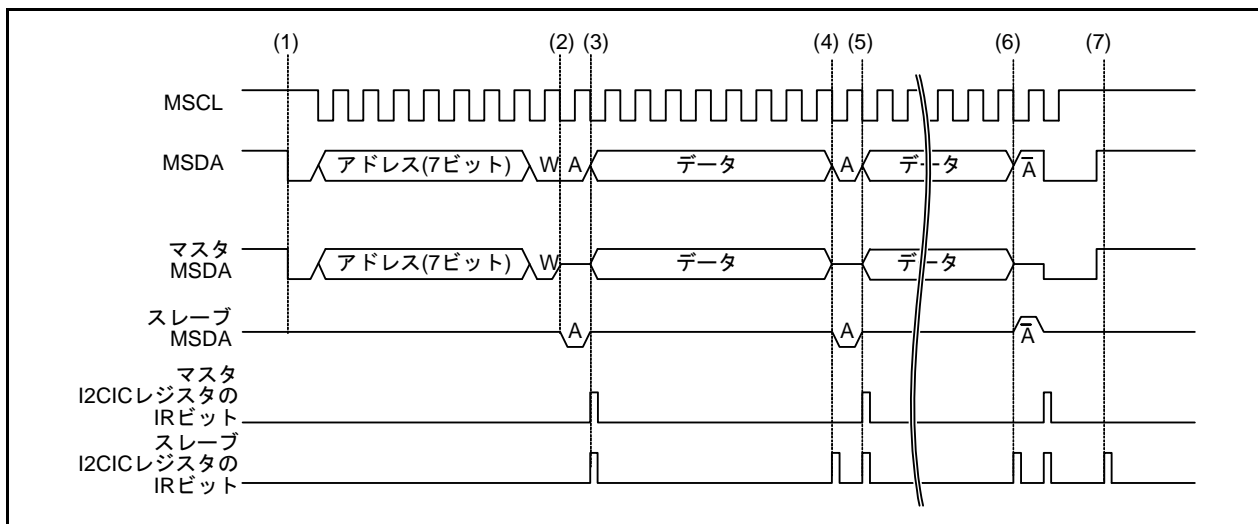 (1) (2) (3) (4) (5) (6) (7)
MSCL
MSDA アドレス(7ビット) W A データ A データ A̅
マスタ
MSDA アドレス(7ビット) W データ データ
スレーブ
MSDA A A A̅
マスタ
I2CICレジスタの
IRビット
スレーブ
I2CICレジスタの
IRビット